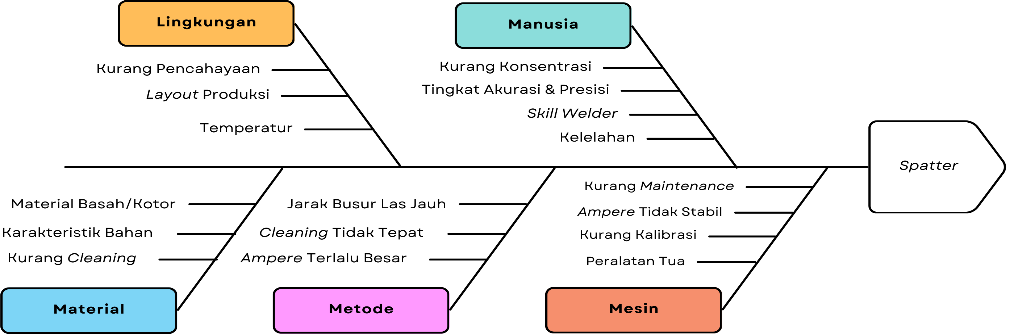 Lingkungan
Kurang Pencahayaan
Layout Produksi
Temperatur
Manusia
Kurang Konsentrasi
Tingkat Akurasi & Presisi
Skill Welder
Kelelahan
Spatter
Material Basah/Kotor
Karakteristik Bahan
Kurang Cleaning
Material
Jarak Busur Las Jauh
Cleaning Tidak Tepat
Ampere Terlalu Besar
Metode
Kurang Maintenance
Ampere Tidak Stabil
Kurang Kalibrasi
Peralatan Tua
Mesin